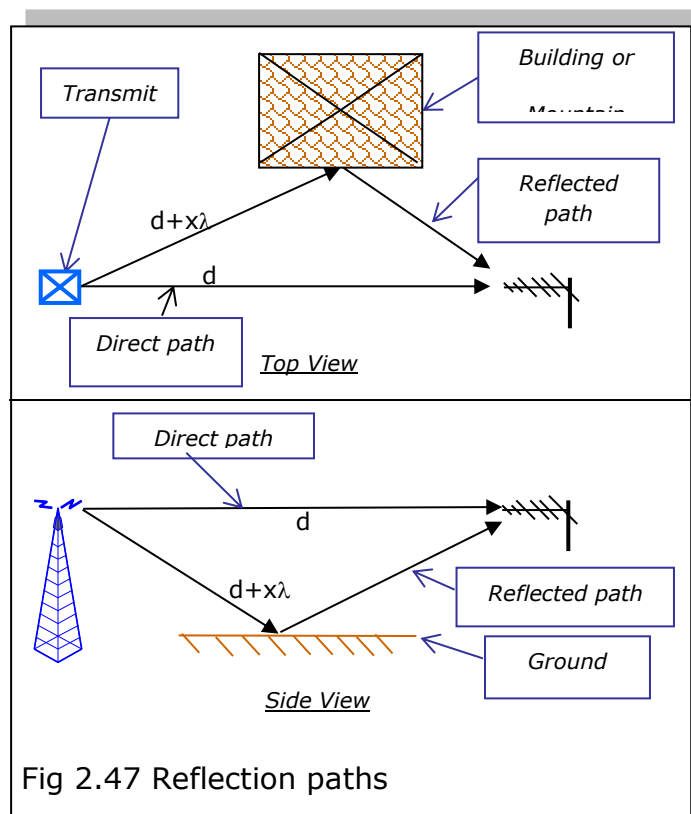 Building or
Transmit
Reflected
path
d+xλ
d
Direct path
Top View
Direct path
d
d+xλ
Reflected path
Ground
Side View
Fig 2.47 Reflection paths